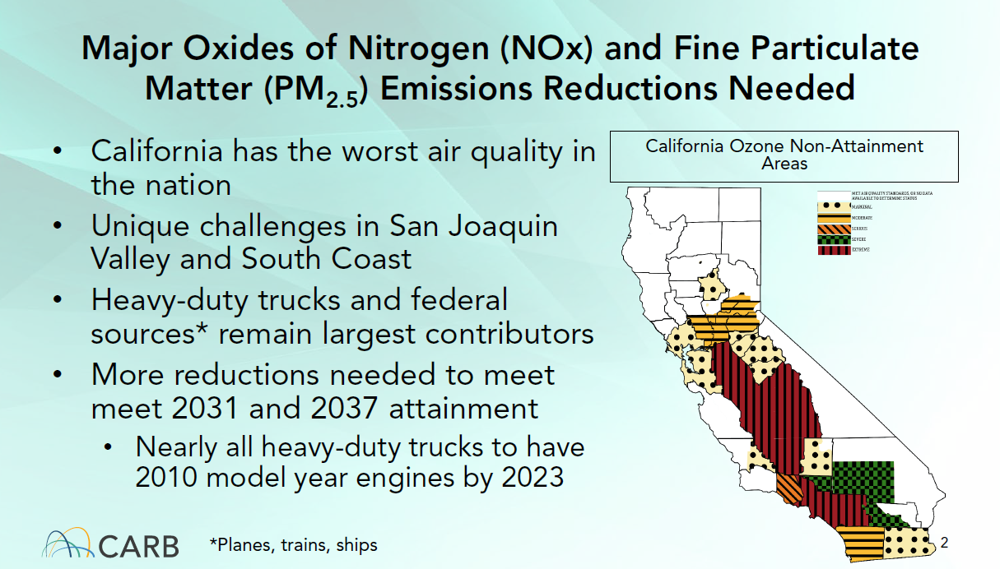 Major Oxides of Nitrogen (NOx) and Fine Particulate
Matter (PM2.5) Emissions Reductions Needed
• California has the worst air quality in
the nation
• Unique challenges in San Joaquin
Valley and South Coast
• Heavy-duty trucks and federal
sources* remain largest contributors
• More reductions needed to meet
meet 2031 and 2037 attainment
• Nearly all heavy-duty trucks to have
2010 model year engines by 2023
California Ozone Non-Attainment
Areas
MET AIR QUALITY STANDARDS, OR NO DATA
AVAILABLE TO DETERMINE STATUS
MARGINAL
MODERATE
SERIOUS
SEVERE
EXTREME
CARB
*Planes, trains, ships
2